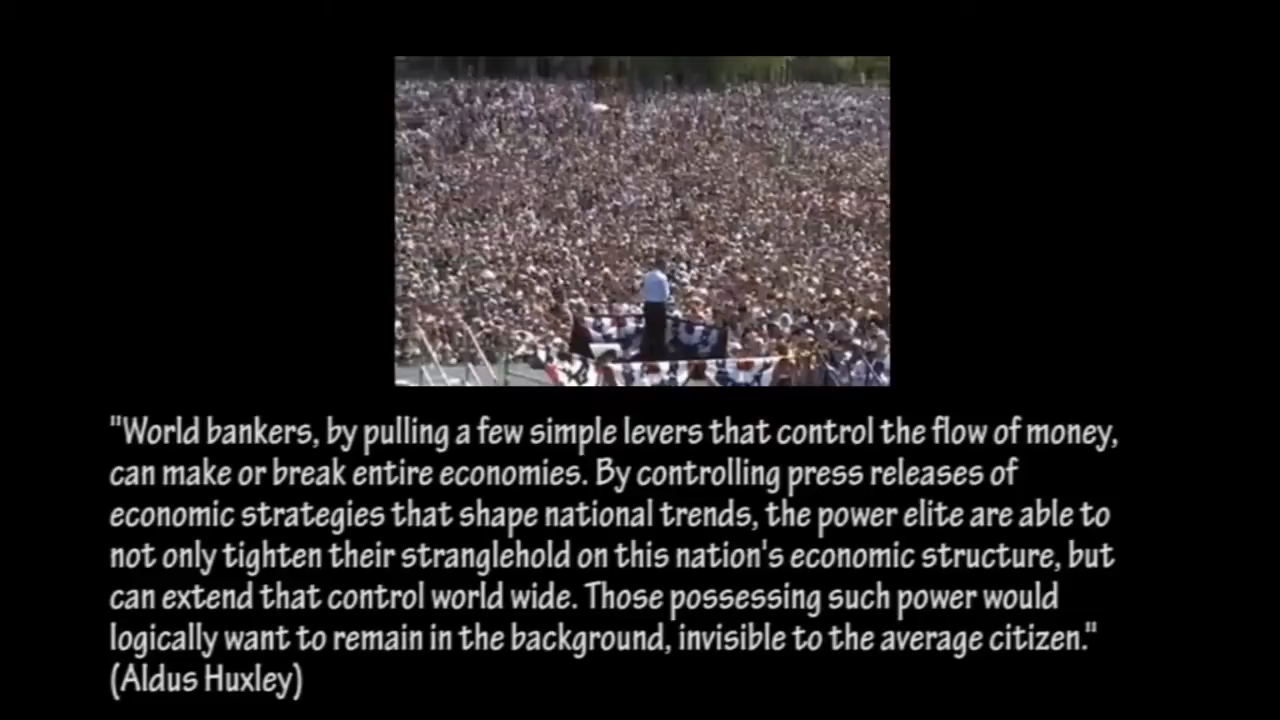 "World bankers, by pulling a few simple levers that control the flow of money,
can make or break entire economies. By controlling press releases of
economic strategies that shape national trends, the power elite are able to
not only tighten their stranglehold on this nation's economic structure, but
can extend that control world wide. Those possessing such power would
logically want to remain in the background, invisible to the average citizen."
(Aldus Huxley)